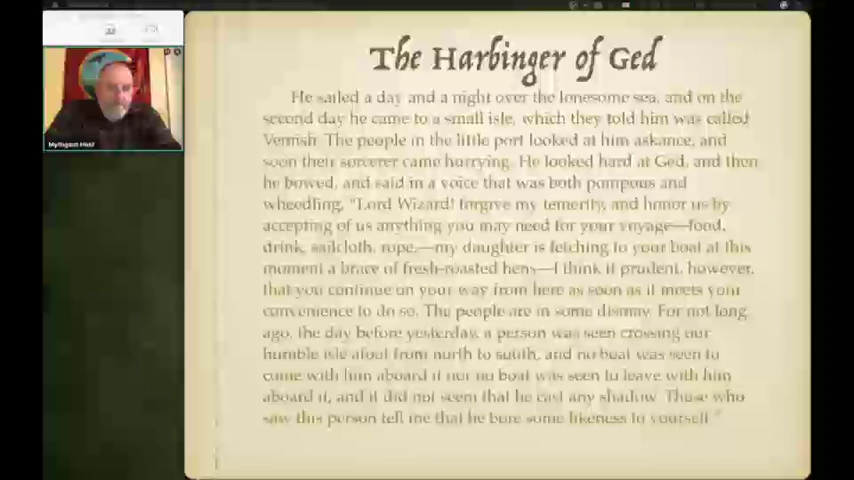 The Harbinger of Ged
He sailed a day and a night over the lonesome sea, and on the
second day he came to a small isle, which they told him was called
Vemish. The people in the little port looked at him askance, and
soon their sorcerer came hurrying. He looked hard at Ged, and then
he bowed, and said in a voice that was both pompous and
wheedling, "Lord Wizard! forgive my temerity, and honor us by
accepting of us anything you may need for your voyage—food,
drink, sailcloth, rope,—my daughter is fetching to your boat at this
moment a brace of fresh-roasted hens—I think it prudent, however,
that you continue on your way from here as soon as it meets your
convenience to do so. The people are in some dismay. For not long
ago, the day before yesterday, a person was seen crossing our
humble isle afoot from north to south, and no boat was seen to
come with him aboard it nor no boat was seen to leave with him
aboard it, and it did not seem that he cast any shadow. Those who
saw this person tell me that he bore some likeness to yourself."
Mythgard Host